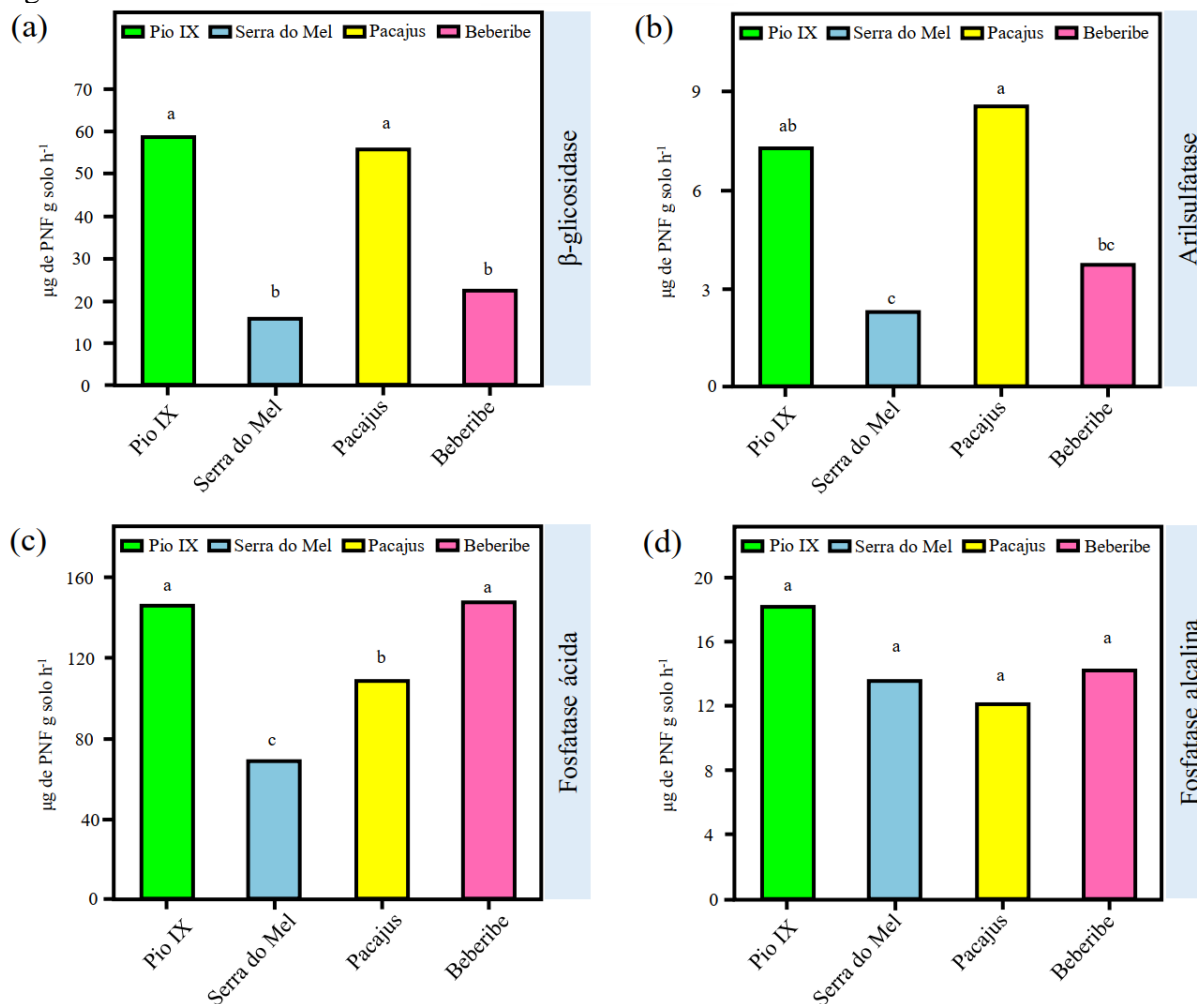 (a)
Pio IX Serra do Mel Pacajus Beberibe
µg de PNF g solo h⁻¹
70
60
50
40
30
20
10
0
a
b
a
b
Pio IX
Serra do Mel
Pacajus
Beberibe
β-glicosidase
(b)
Pio IX Serra do Mel Pacajus Beberibe
µg de PNF g solo h⁻¹
9
6
3
0
ab
c
a
bc
Pio IX
Serra do Mel
Pacajus
Beberibe
Arilsulfatase
(c)
Pio IX Serra do Mel Pacajus Beberibe
µg de PNF g solo h⁻¹
160
120
80
40
0
a
c
b
a
Pio IX
Serra do Mel
Pacajus
Beberibe
Fosfatase ácida
(d)
Pio IX Serra do Mel Pacajus Beberibe
µg de PNF g solo h⁻¹
20
16
12
8
4
0
a
a
a
a
Pio IX
Serra do Mel
Pacajus
Beberibe
Fosfatase alcalina